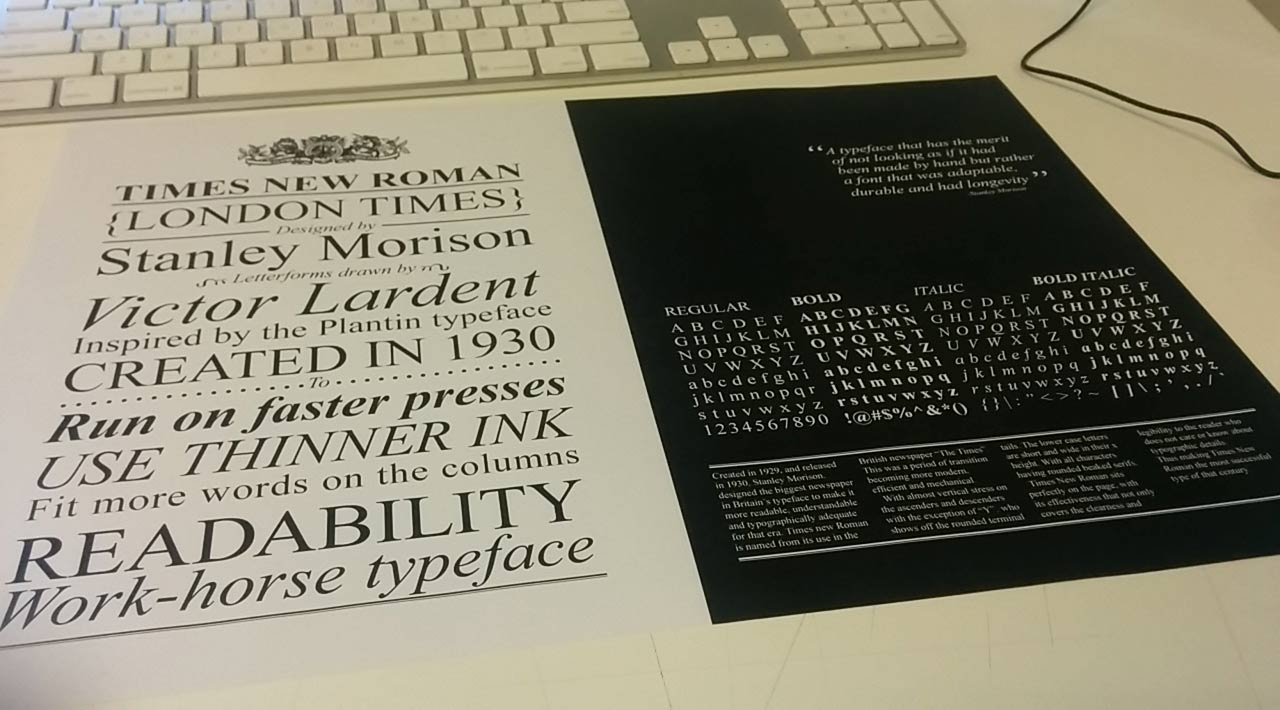 TIMES NEW ROMAN
{LONDON TIMES}
Designed by
Stanley Morison
Letterforms drawn by
Victor Lardent
Inspired by the Plantin typeface
CREATED IN 1930
To
Run on faster presses
USE THINNER INK
Fit more words on the columns
READABILITY
Work-horse typeface
“A typeface that has the merit
of not looking as if it had
been made by hand but rather
a font that was adaptable,
durable and had longevity”
-Stanley Morison
REGULAR
A B C D E F
G H I J K L M
N O P Q R S T
U V W X Y Z
a b c d e f g h i
j k l m n o p q r
s t u v w x y z
1 2 3 4 5 6 7 8 9 0
BOLD
A B C D E F G
H I J K L M N
O P Q R S T
U V W X Y Z
a b c d e f g h i
j k l m n o p q
r s t u v w x y z
!@#$%^&*()
ITALIC
A B C D E F
G H I J K L M
N O P Q R S T
U V W X Y Z
a b c d e f g h i
j k l m n o p q
r s t u v w x y z
{ } | : " < > ? ~
BOLD ITALIC
A B C D E F
G H I J K L M
N O P Q R S T
U V W X Y Z
a b c d e f g h i
j k l m n o p q
r s t u v w x y z
[ ] \ ; ' , . / `
Created in 1929, and released
in 1930, Stanley Morison,
designed the biggest newspaper
in Britain's typeface to make it
more readable, understandable
and typographically adequate
for that era. Times new Roman
is named from its use in the
British newspaper “The Times”
This was a period of transition
becoming more modern,
efficient and mechanical
With almost vertical stress on
the ascenders and descenders
with the exception of “Y” who
shows off the rounded terminal
tails. The lower case letters
are short and wide in their x
height. With all characters
having rounded beaked serifs,
Times New Roman sits
perfectly on the page, with
its effectiveness that not only
covers the clearness and
legibility to the reader who
does not care or know about
typographic details.
Thus making Times New
Roman the most successful
type of that century